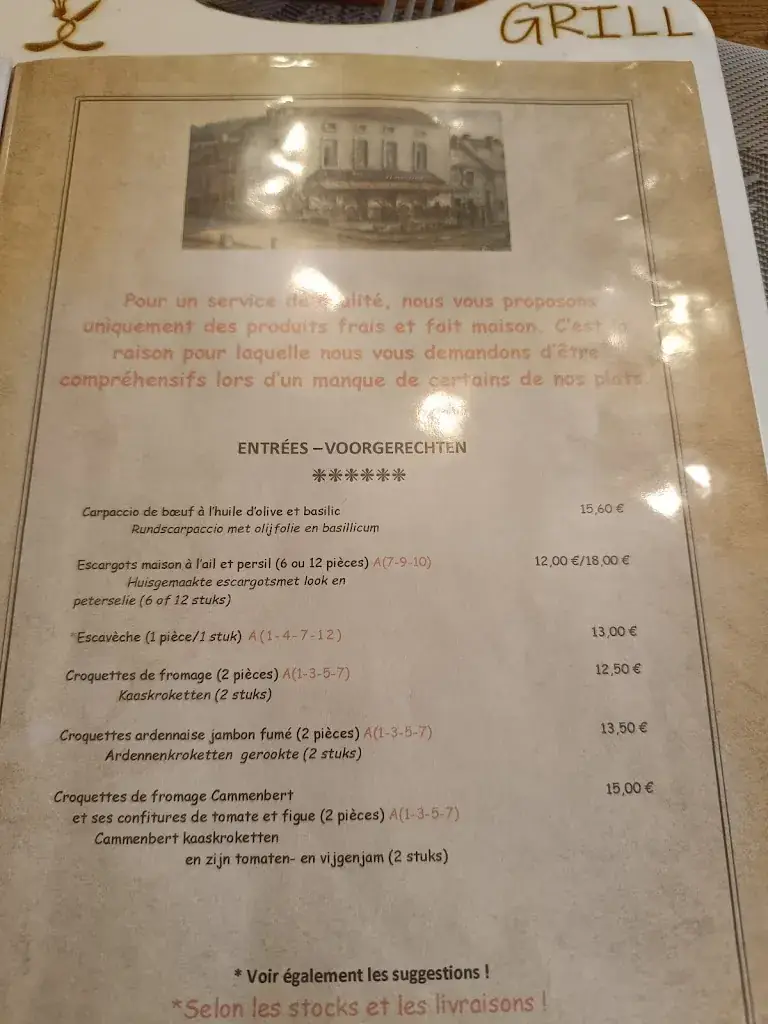 GRILL
Pour un service de qualité, nous vous proposons
uniquement des produits frais et fait maison. C'est la
raison pour laquelle nous vous demandons d'être
compréhensifs lors d'un manque de certains de nos plats.
ENTRÉES – VOORGERECHTEN
******
Carpaccio de bœuf à l'huile d'olive et basilic 15,60 €
Rundscarpaccio met olijfolie en basillicum
Escargots maison à l'ail et persil (6 ou 12 pièces) A(7-9-10) 12,00 €/18,00 €
Huisgemaakte escargotsmet look en
peterselie (6 of 12 stuks)
*Escavèche (1 pièce/1 stuk) A(1-4-7-12) 13,00 €
Croquettes de fromage (2 pièces) A(1-3-5-7) 12,50 €
Kaaskroketten (2 stuks)
Croquettes ardennaise jambon fumé (2 pièces) A(1-3-5-7) 13,50 €
Ardennenkroketten gerookte (2 stuks)
Croquettes de fromage Cammenbert 15,00 €
et ses confitures de tomate et figue (2 pièces) A(1-3-5-7)
Cammenbert kaaskroketten
en zijn tomaten- en vijgenjam (2 stuks)
* Voir également les suggestions !
*Selon les stocks et les livraisons !